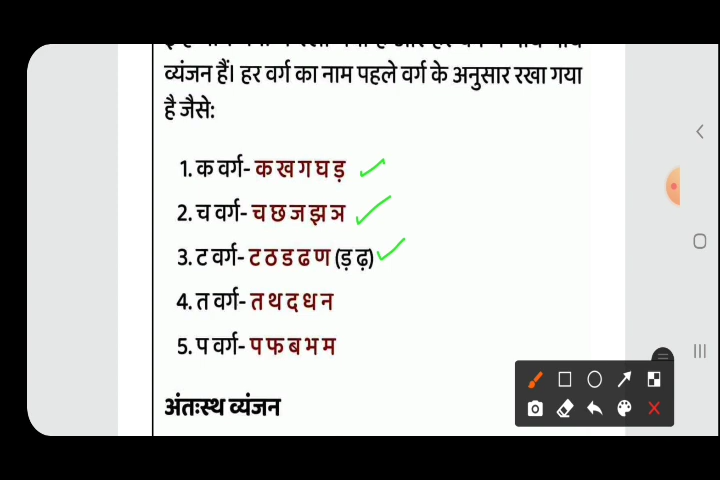 व्यंजन हैं। हर वर्ग का नाम पहले वर्ग के अनुसार रखा गया
है जैसे:
1. क वर्ग- क ख ग घ ड़
2. च वर्ग- च छ ज झ ञ
3. ट वर्ग- ट ठ ड ढ ण (ड़ ढ़)
4. त वर्ग- त थ द ध न
5. प वर्ग- प फ ब भ म
अंतःस्थ व्यंजन